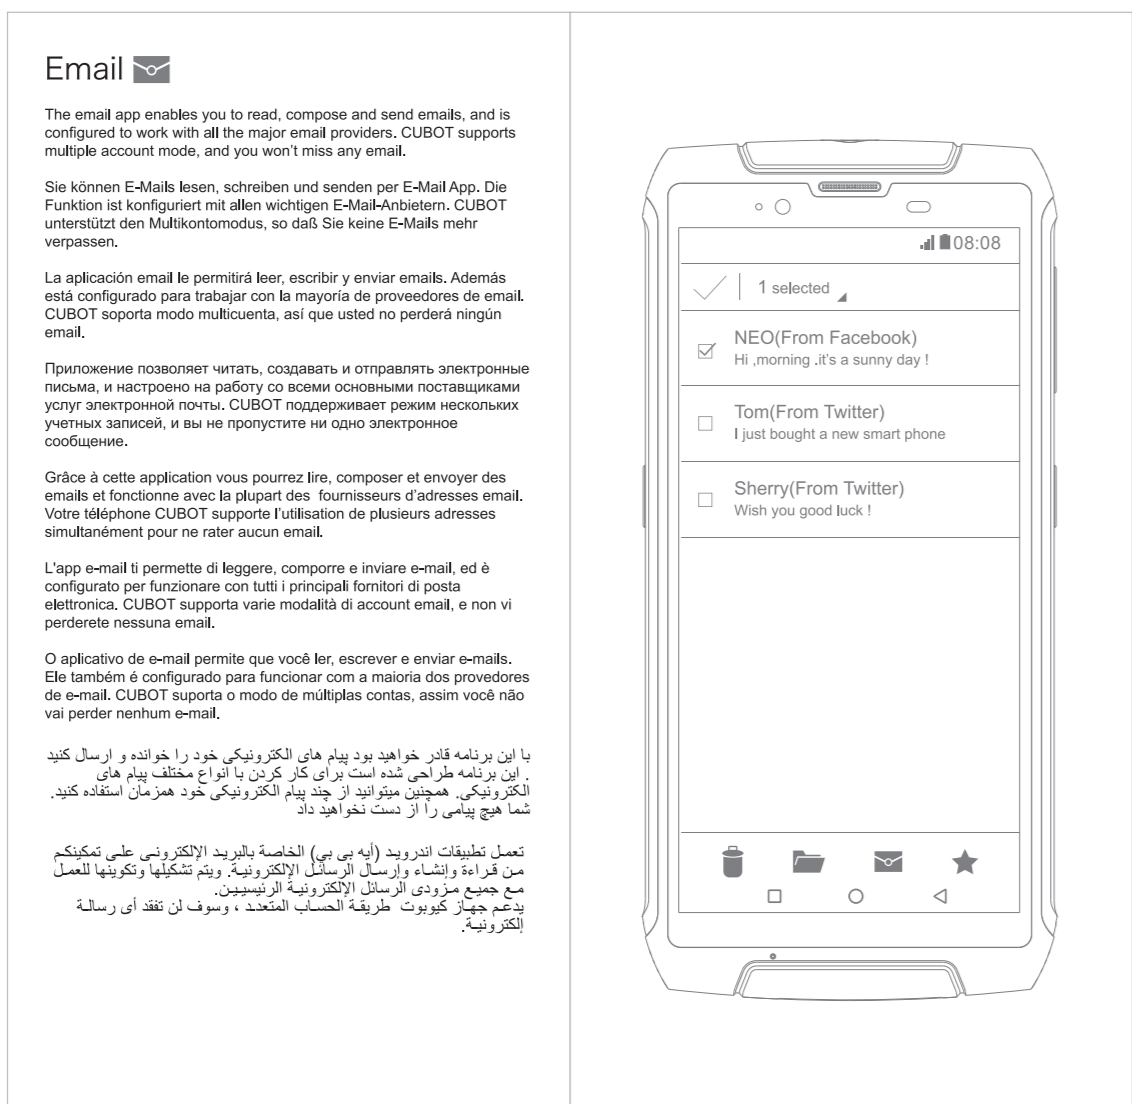 Email
The email app enables you to read, compose and send emails, and is
configured to work with all the major email providers. CUBOT supports
multiple account mode, and you won't miss any email.
Sie können E-Mails lesen, schreiben und senden per E-Mail App. Die
Funktion ist konfiguriert mit allen wichtigen E-Mail-Anbietern. CUBOT
unterstützt den Multikontomodus, so daß Sie keine E-Mails mehr
verpassen.
La aplicación email le permitirá leer, escribir y enviar emails. Además
está configurado para trabajar con la mayoría de proveedores de email.
CUBOT soporta modo multicuenta, así que usted no perderá ningún
email.
Приложение позволяет читать, создавать и отправлять электронные
письма, и настроено на работу со всеми основными поставщиками
услуг электронной почты. CUBOT поддерживает режим нескольких
учетных записей, и вы не пропустите ни одно электронное
сообщение.
Grâce à cette application vous pourrez lire, composer et envoyer des
emails et fonctionne avec la plupart des  fournisseurs d'adresses email.
Votre téléphone CUBOT supporte l'utilisation de plusieurs adresses
simultanément pour ne rater aucun email.
L'app e-mail ti permette di leggere, comporre e inviare e-mail, ed è
configurato per funzionare con tutti i principali fornitori di posta
elettronica. CUBOT supporta varie modalità di account email, e non vi
perderete nessuna email.
O aplicativo de e-mail permite que você ler, escrever e enviar e-mails.
Ele também é configurado para funcionar com a maioria dos provedores
de e-mail. CUBOT suporta o modo de múltiplas contas, assim você não
vai perder nenhum e-mail.
با این برنامه قادر خواهید بود پیام های الکترونیکی خود را خوانده و ارسال کنید
. این برنامه طراحی شده است برای کار کردن با انواع مختلف پیام های
الکترونیکی. همچنین میتوانید از چند پیام الکترونیکی خود همزمان استفاده کنید.
شما هیچ پیامی را از دست نخواهید داد
تعمل تطبيقات اندرويد (أيه بى بي) الخاصة بالبريد الإلكترونى على تمكينكم
من قراءة وإنشاء وإرسال الرسائل الإلكترونية. ويتم تشكيلها وتكوينها للعمل
مع جميع مزودى الرسائل الإلكترونية الرئيسيين.
يدعم جهاز كيوبوت  طريقة الحساب المتعدد ، وسوف لن تفقد أى رسالة
إلكترونية.
08:08
1 selected
NEO(From Facebook)
Hi ,morning .it's a sunny day !
Tom(From Twitter)
I just bought a new smart phone
Sherry(From Twitter)
Wish you good luck !